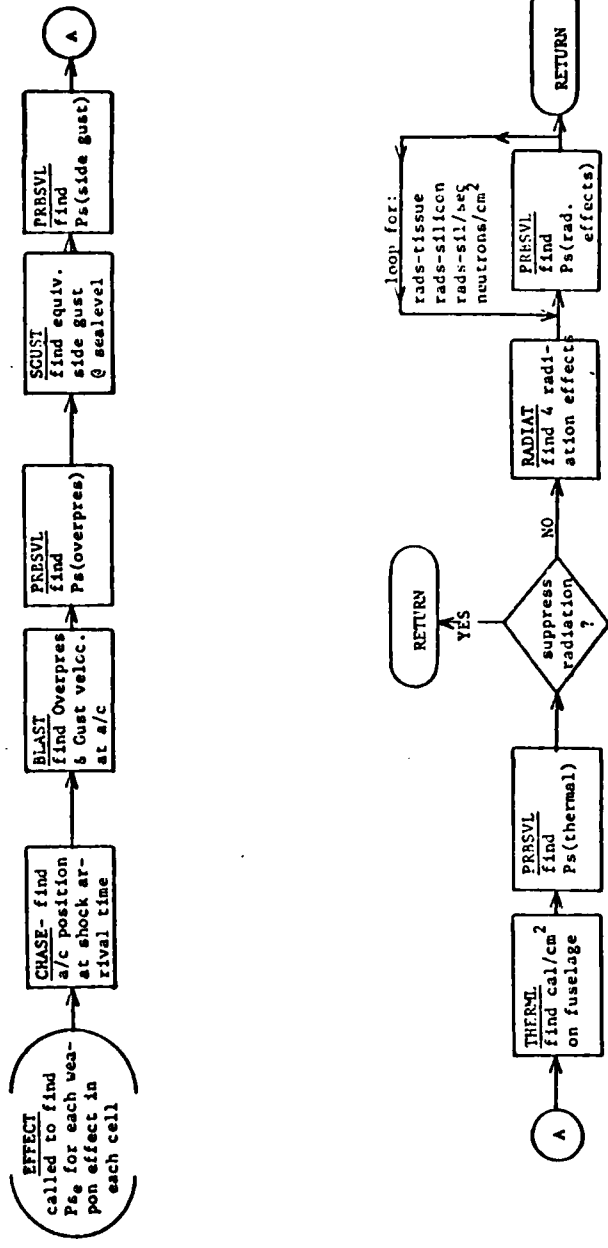 EFFECT
called to find
Pse for each wea-
pon effect in
each cell
CHASE- find
a/c position
at shock ar-
rival time
BLAST
find Overpres
& Gust veloc.
at a/c
PRBSVL
find
Ps(overpres)
SGUST
find equiv.
side gust
@ sealevel
PRBSVL
find
Ps(side gust)
A
A
THERML
find cal/cm²
on fuselage
PRBSVL
find
Ps(thermal)
suppress
radiation
?
YES
RETURN
NO
RADIAT
find 4 radi-
ation effects
loop for:
rads-tissue
rads-silicon
rads-sil/sec
neutrons/cm²
PRBSVL
find
Ps(rad.
effects)
RETURN